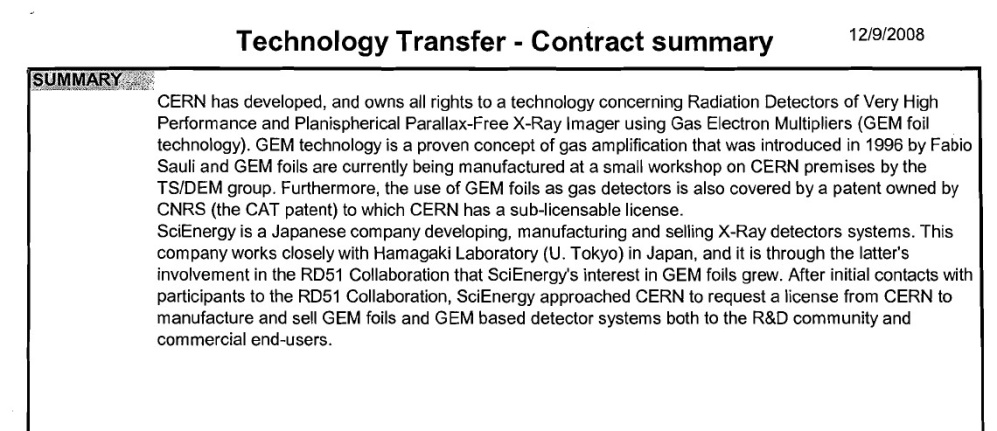 Technology Transfer - Contract summary 12/9/2008
SUMMARY
CERN has developed, and owns all rights to a technology concerning Radiation Detectors of Very High
Performance and Planispherical Parallax-Free X-Ray Imager using Gas Electron Multipliers (GEM foil
technology). GEM technology is a proven concept of gas amplification that was introduced in 1996 by Fabio
Sauli and GEM foils are currently being manufactured at a small workshop on CERN premises by the
TS/DEM group. Furthermore, the use of GEM foils as gas detectors is also covered by a patent owned by
CNRS (the CAT patent) to which CERN has a sub-licensable license.
SciEnergy is a Japanese company developing, manufacturing and selling X-Ray detectors systems. This
company works closely with Hamagaki Laboratory (U. Tokyo) in Japan, and it is through the latter's
involvement in the RD51 Collaboration that SciEnergy's interest in GEM foils grew. After initial contacts with
participants to the RD51 Collaboration, SciEnergy approached CERN to request a license from CERN to
manufacture and sell GEM foils and GEM based detector systems both to the R&D community and
commercial end-users.